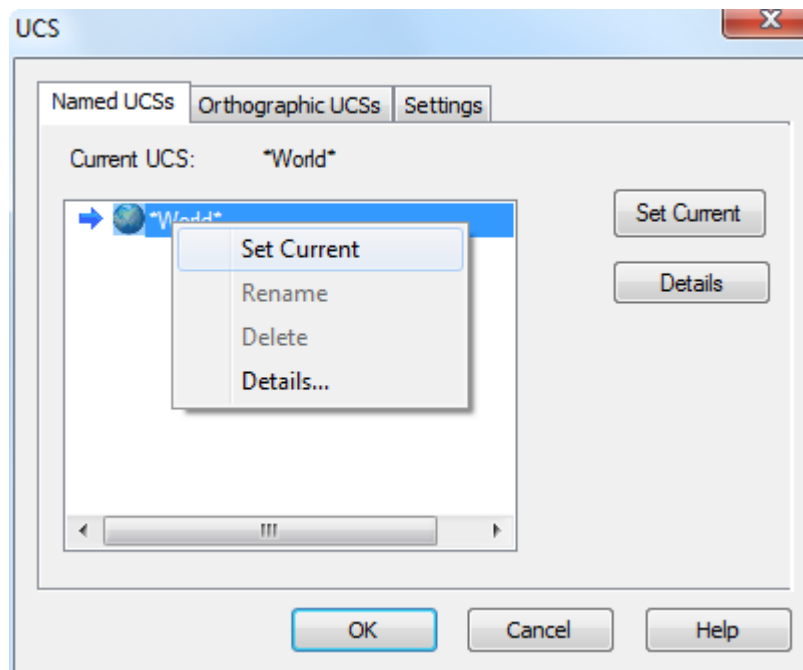 UCS
Named UCSs Orthographic UCSs Settings
Current UCS: *World*
*World*
Set Current
Rename
Delete
Details...
Set Current
Details
OK Cancel Help